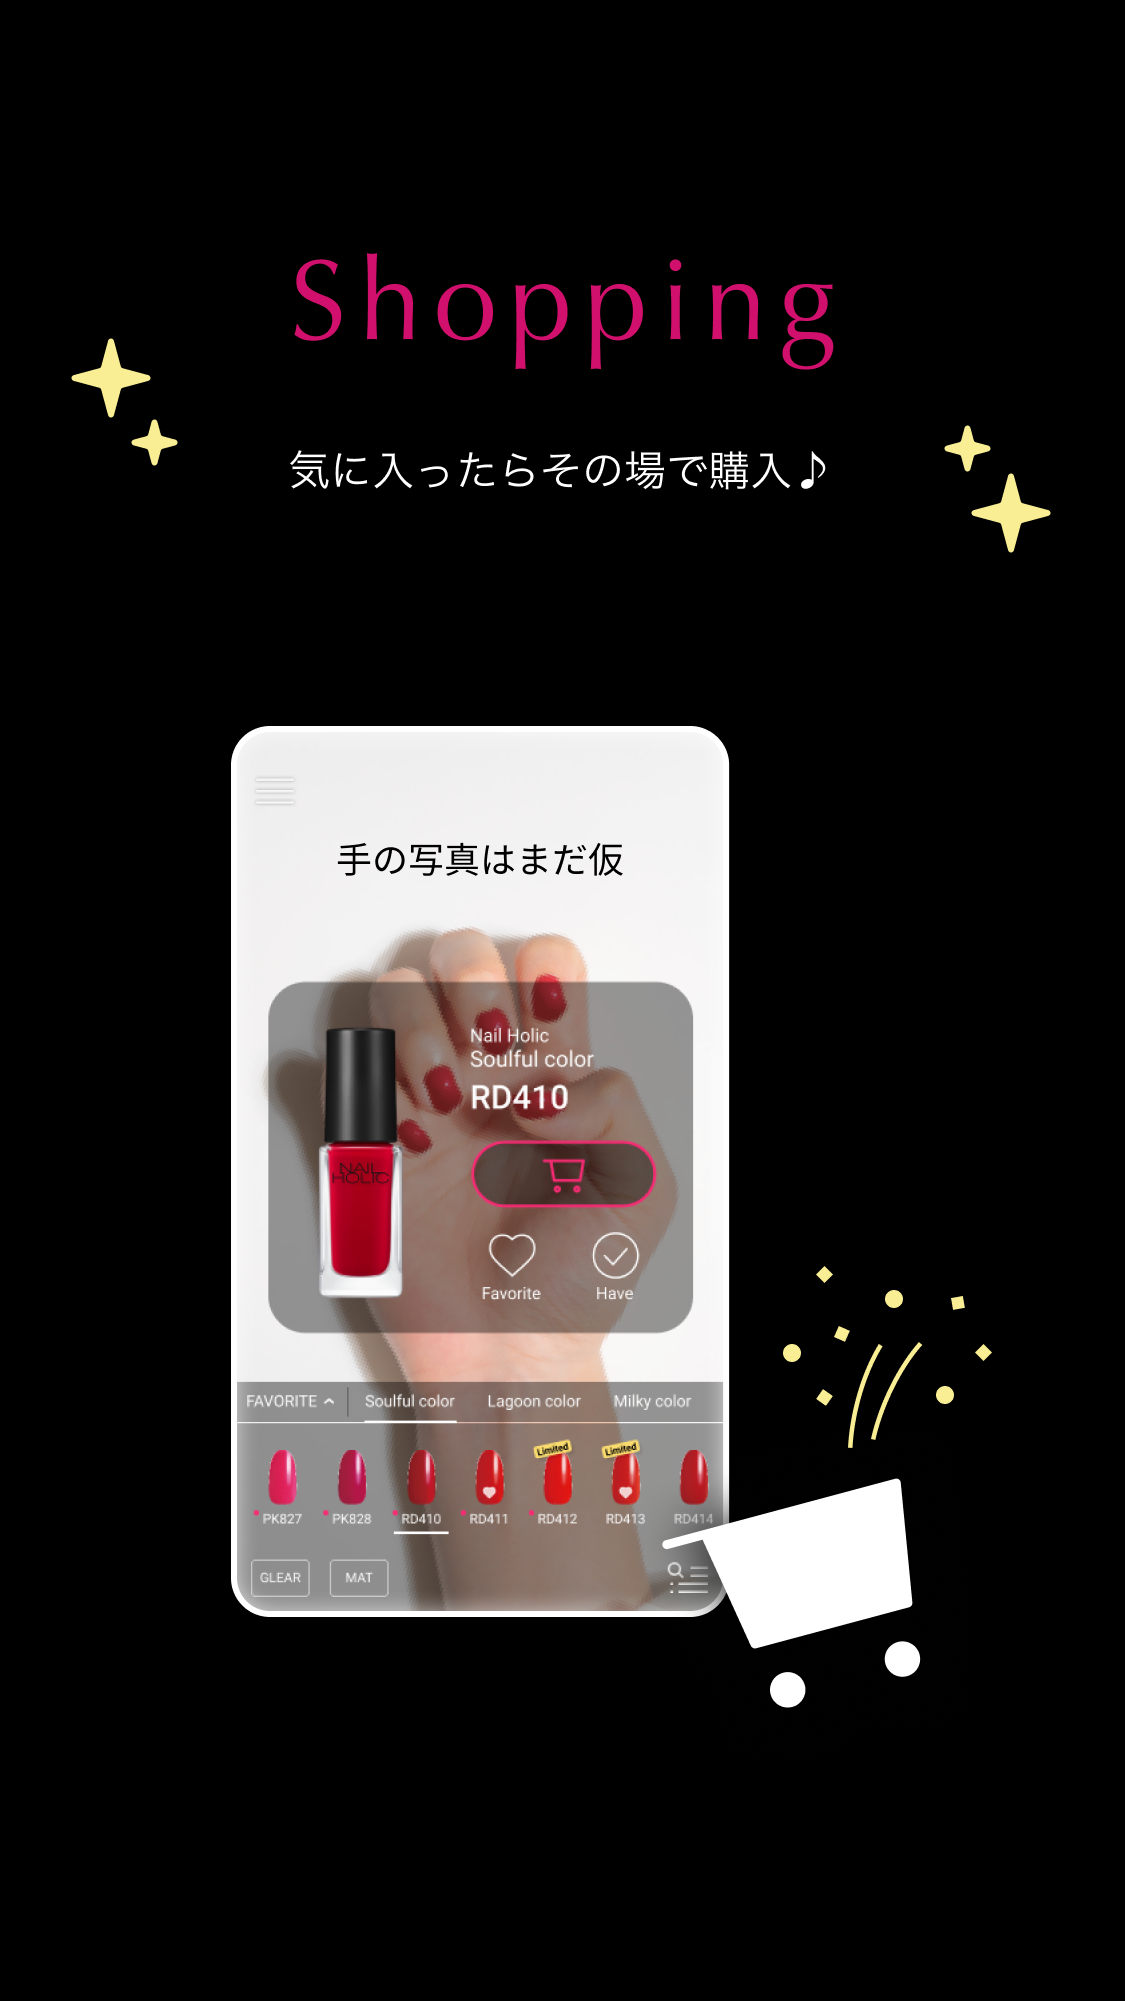 Shopping
気に入ったらその場で購入♪
手の写真はまだ仮
Nail Holic
Soulful color
RD410
NAIL
HOLIC
Favorite
Have
FAVORITE
Soulful color
Lagoon color
Milky color
Limited
Limited
PK827
PK828
RD410
RD411
RD412
RD413
RD414
GLEAR
MAT